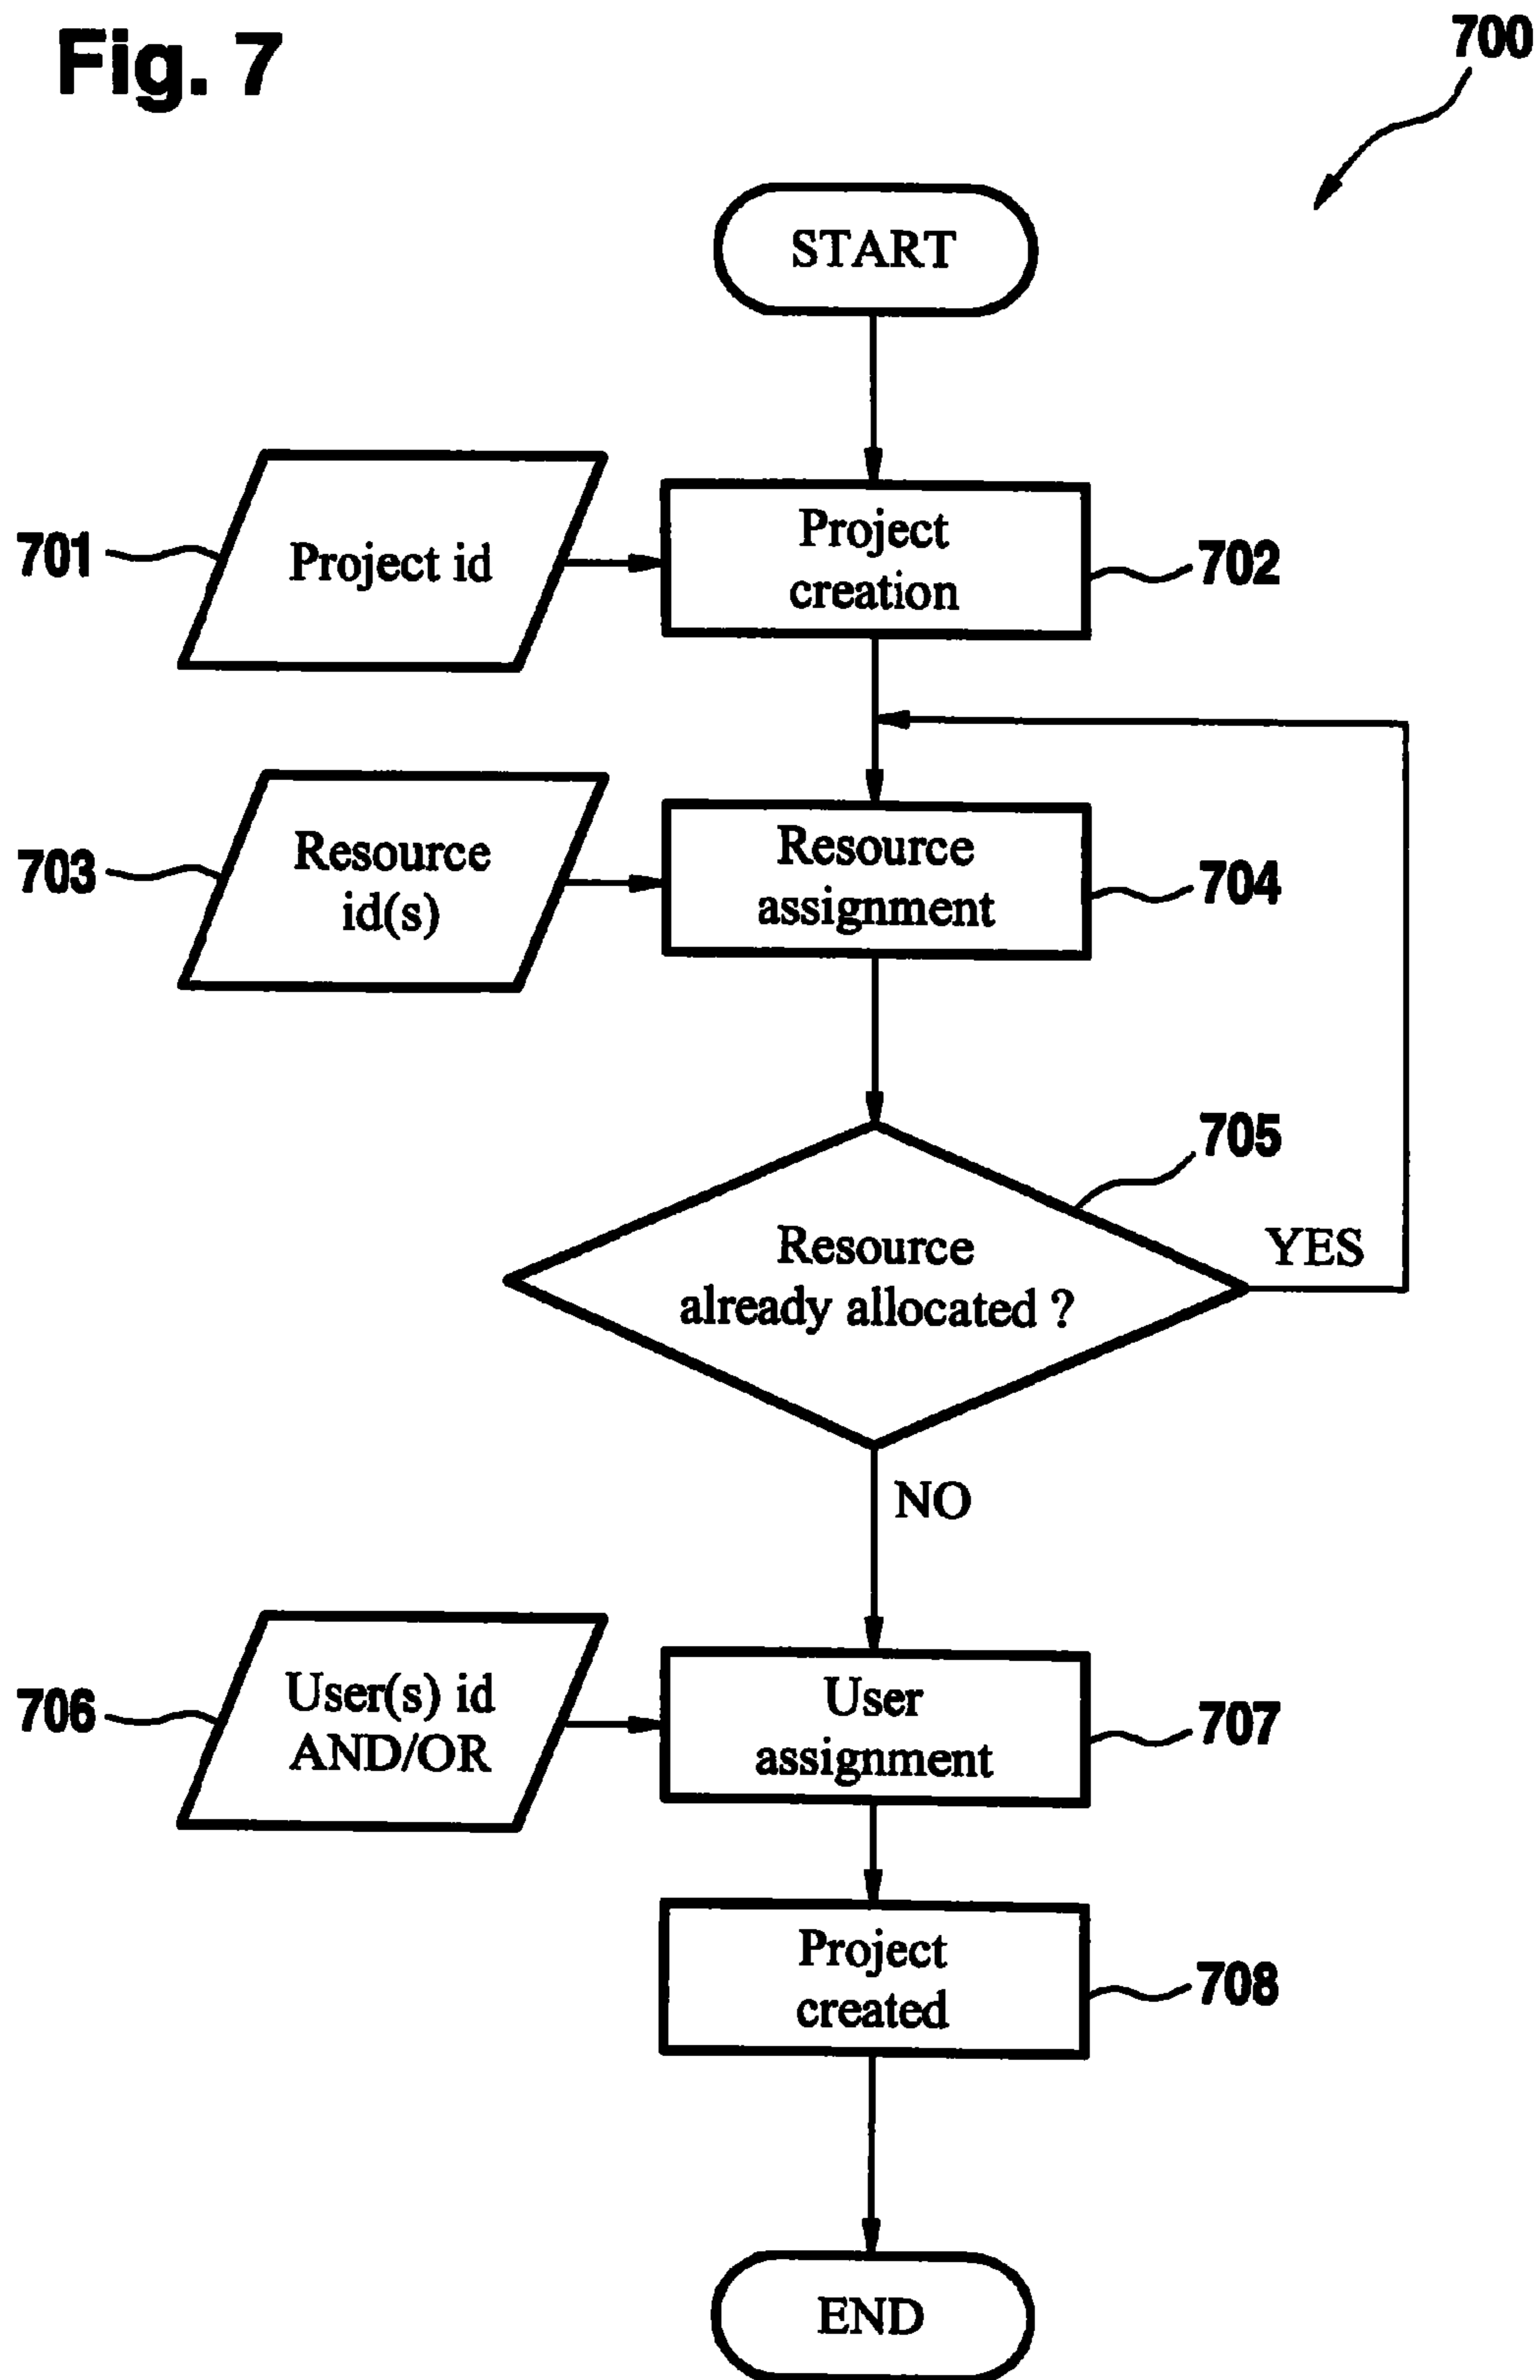 Fig. 7
700
START
701
Project id
Project
creation
702
703
Resource
id(s)
Resource
assignment
704
705
Resource
already allocated ?
YES
NO
706
User(s) id
AND/OR
User
assignment
707
Project
created
708
END